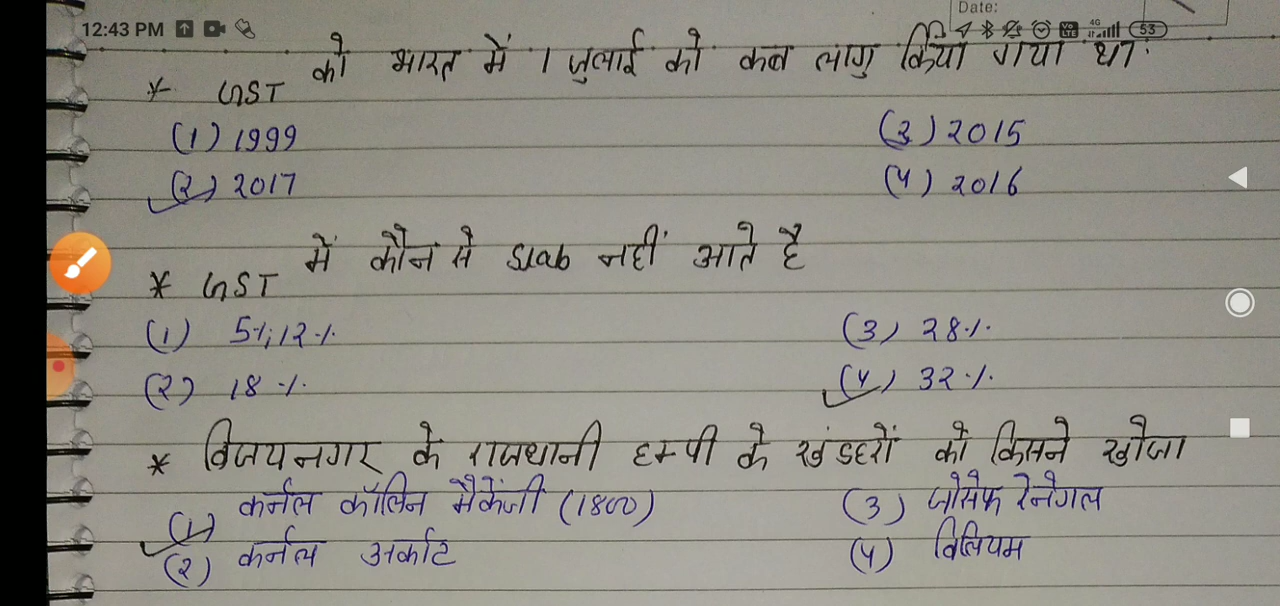 Date:
12:43 PM 4G 53
* GST को भारत में 1 जुलाई को कब लागु किया गया था
(1) 1999 (3) 2015
(2) 2017 (4) 2016
* GST में कौन से Slab नहीं आते है
(1) 5%, 12% (3) 28%
(2) 18% (4) 32%
* विजयनगर के राजधानी हम्पी के खंडहरों को किसने खोजा
(1) कर्नल कॉलिन मैकेंजी (1800) (3) जोसेफ रेनेगल
(2) कर्नल अर्काट (4) विलियम